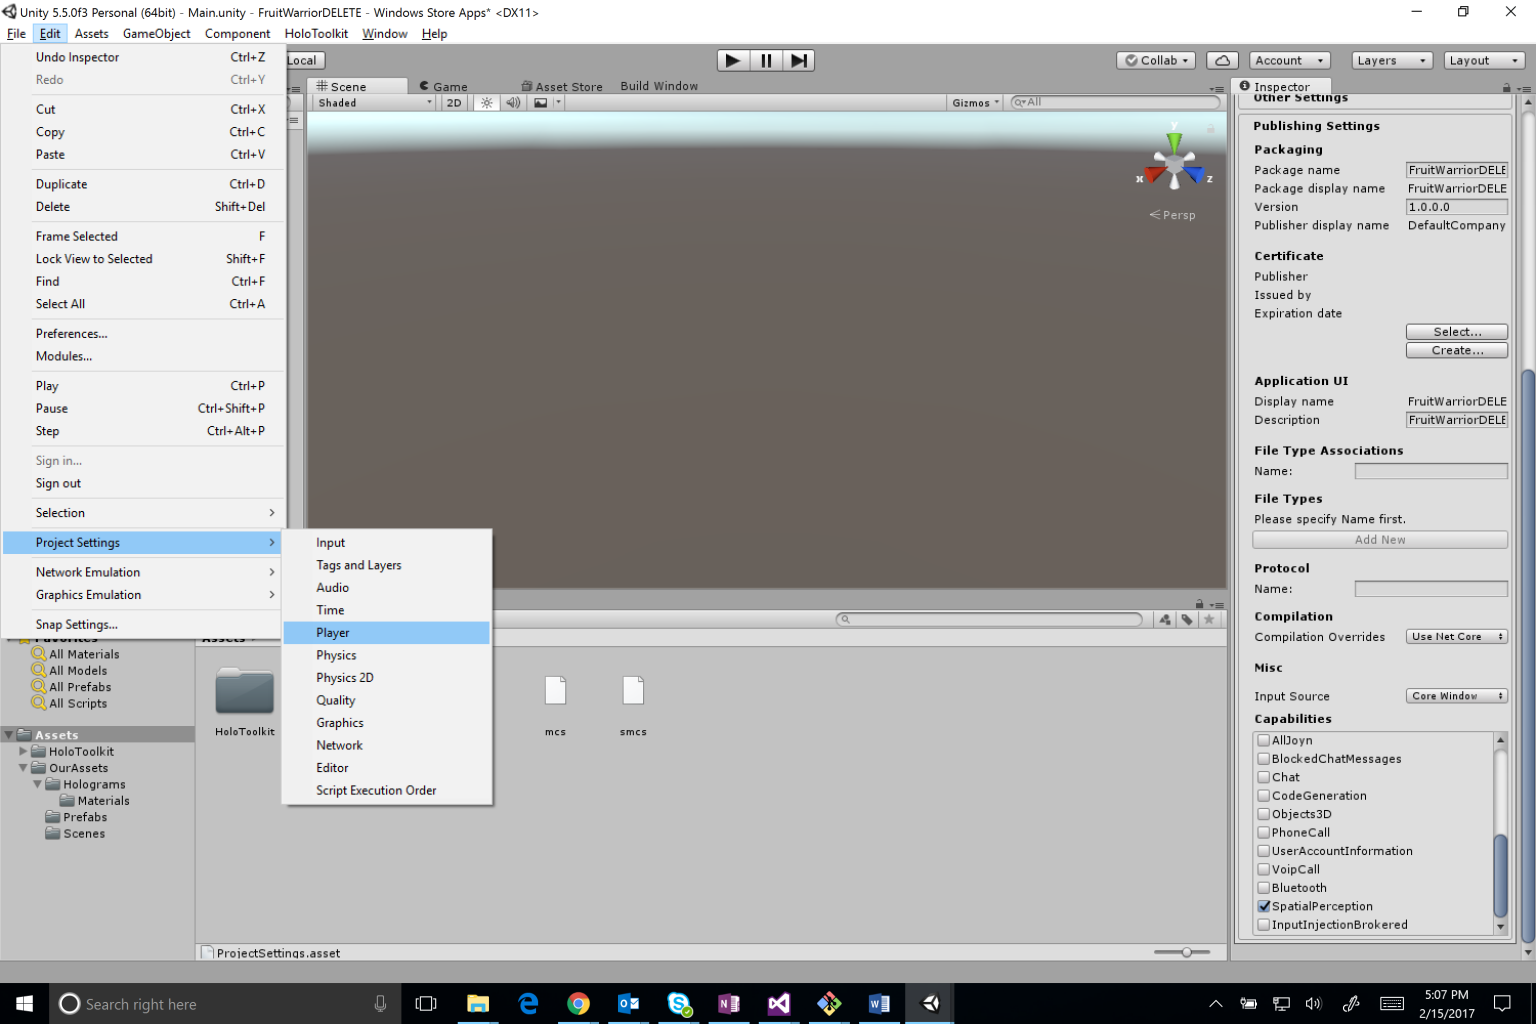 Unity 5.5.0f3 Personal (64bit) - Main.unity - FruitWarriorDELETE - Windows Store Apps* <DX11>
File Edit Assets GameObject Component HoloToolkit Window Help
Undo Inspector Ctrl+Z
Redo Ctrl+Y
Cut Ctrl+X
Copy Ctrl+C
Paste Ctrl+V
Duplicate Ctrl+D
Delete Shift+Del
Frame Selected F
Lock View to Selected Shift+F
Find Ctrl+F
Select All Ctrl+A
Preferences...
Modules...
Play Ctrl+P
Pause Ctrl+Shift+P
Step Ctrl+Alt+P
Sign in...
Sign out
Selection
Project Settings
Network Emulation
Graphics Emulation
Snap Settings...
Input
Tags and Layers
Audio
Time
Player
Physics
Physics 2D
Quality
Graphics
Network
Editor
Script Execution Order
Local
Collab Account Layers Layout
Scene Game Asset Store Build Window
Shaded 2D Gizmos All
y
x z
Persp
Favorites
All Materials
All Models
All Prefabs
All Scripts
Assets
HoloToolkit
OurAssets
Holograms
Materials
Prefabs
Scenes
Assets
HoloToolkit mcs smcs
ProjectSettings.asset
Inspector
Other Settings
Publishing Settings
Packaging
Package name FruitWarriorDELE
Package display name FruitWarriorDELE
Version 1.0.0.0
Publisher display name DefaultCompany
Certificate
Publisher
Issued by
Expiration date
Select...
Create...
Application UI
Display name FruitWarriorDELE
Description FruitWarriorDELE
File Type Associations
Name:
File Types
Please specify Name first.
Add New
Protocol
Name:
Compilation
Compilation Overrides Use Net Core
Misc
Input Source Core Window
Capabilities
AllJoyn
BlockedChatMessages
Chat
CodeGeneration
Objects3D
PhoneCall
UserAccountInformation
VoipCall
Bluetooth
SpatialPerception
InputInjectionBrokered
Search right here
5:07 PM
2/15/2017